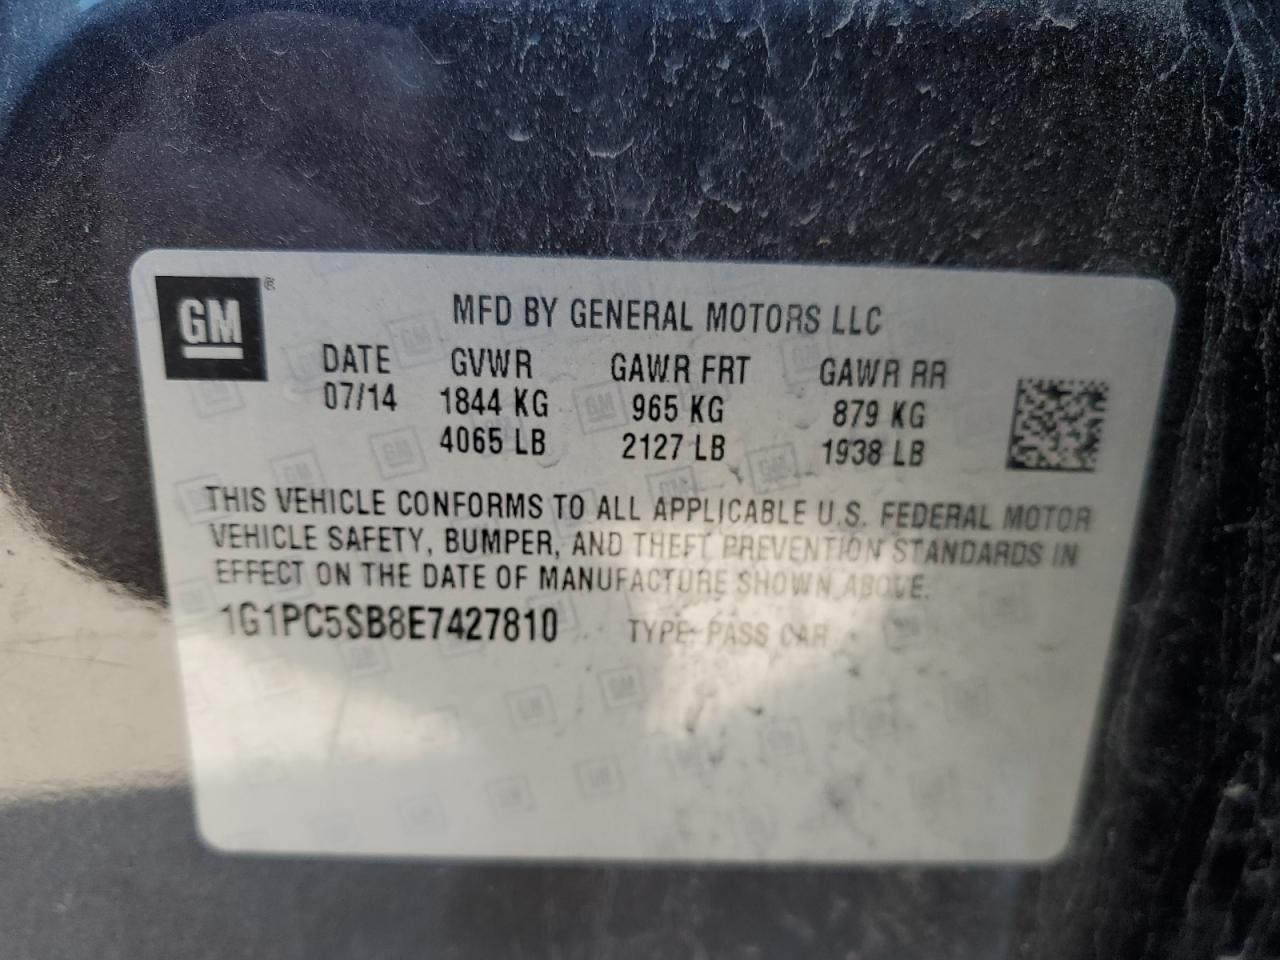 GM®
MFD BY GENERAL MOTORS LLC
DATE GVWR GAWR FRT GAWR RR
07/14 1844 KG 965 KG 879 KG
4065 LB 2127 LB 1938 LB
THIS VEHICLE CONFORMS TO ALL APPLICABLE U.S. FEDERAL MOTOR
VEHICLE SAFETY, BUMPER, AND THEFT PREVENTION STANDARDS IN
EFFECT ON THE DATE OF MANUFACTURE SHOWN ABOVE.
1G1PC5SB8E7427810 TYPE: PASS CAR